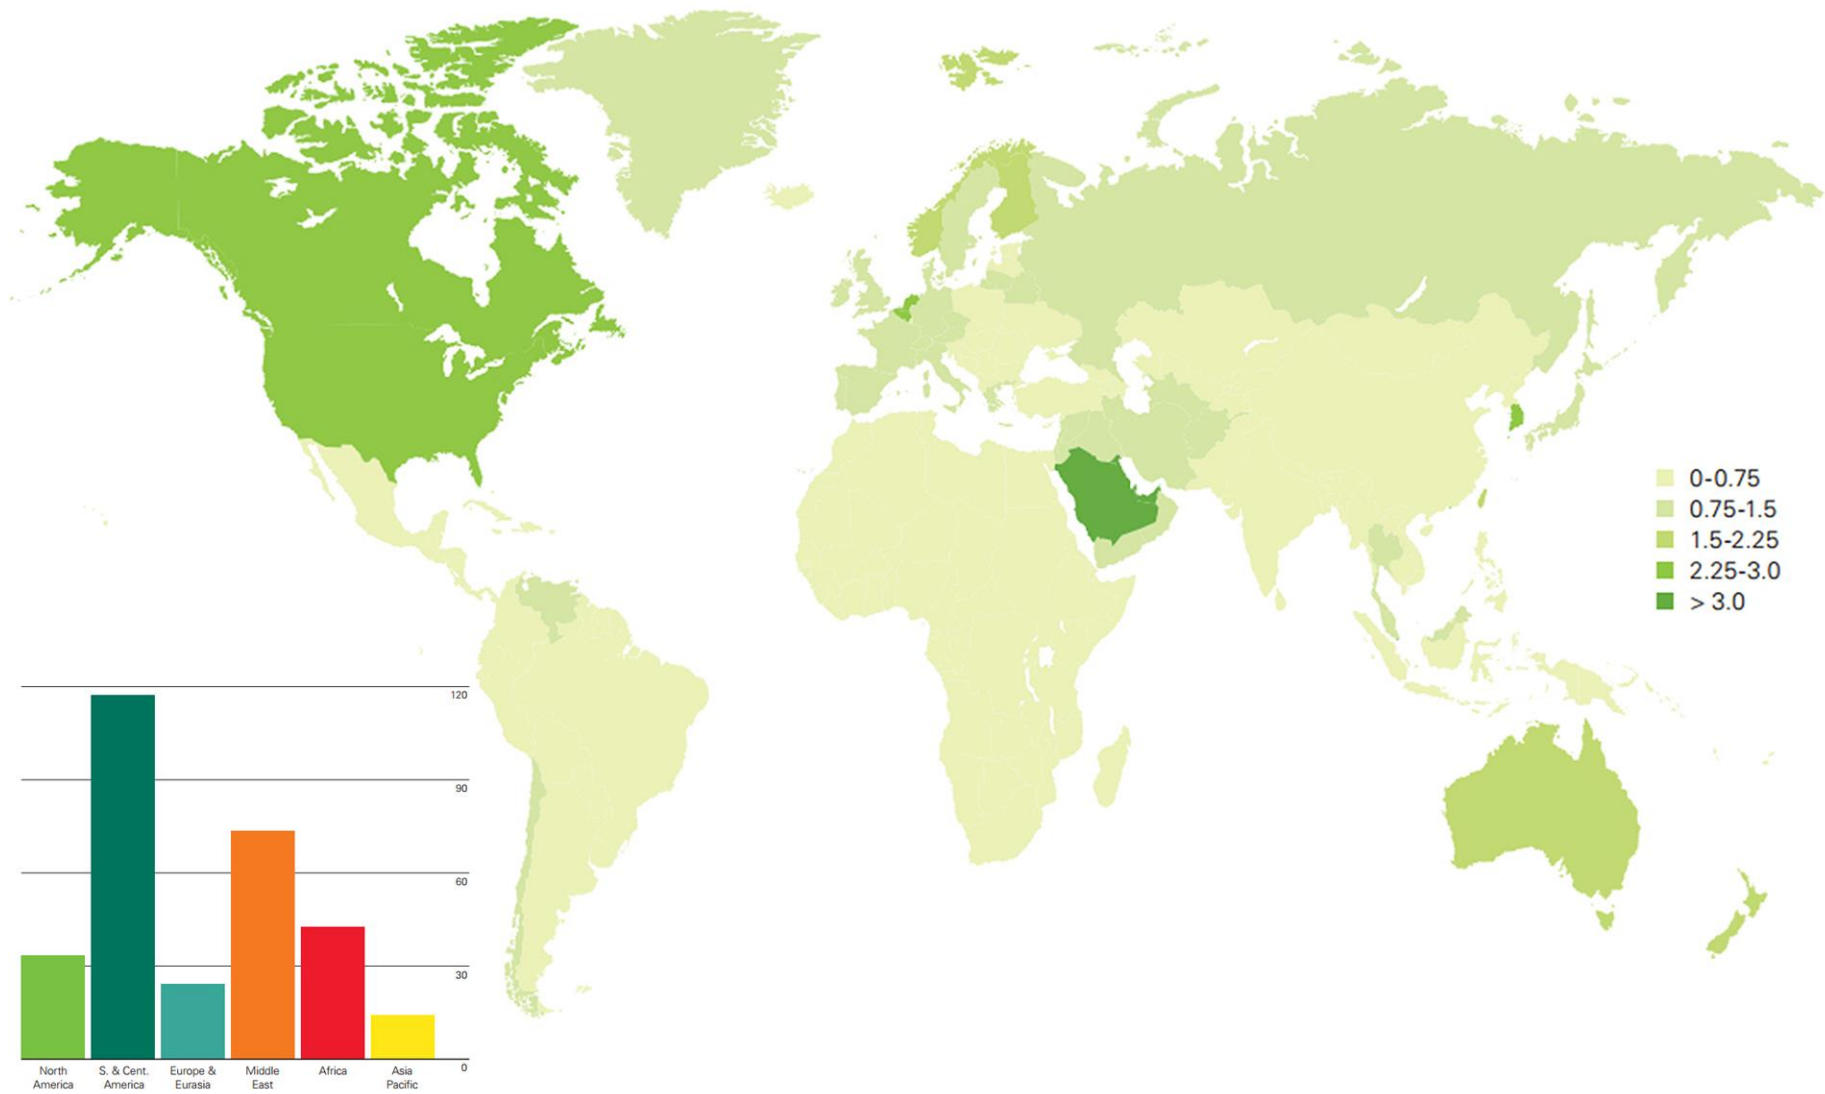 0-0.75
0.75-1.5
1.5-2.25
2.25-3.0
> 3.0
120
90
60
30
0
North
America
S. & Cent.
America
Europe &
Eurasia
Middle
East
Africa
Asia
Pacific